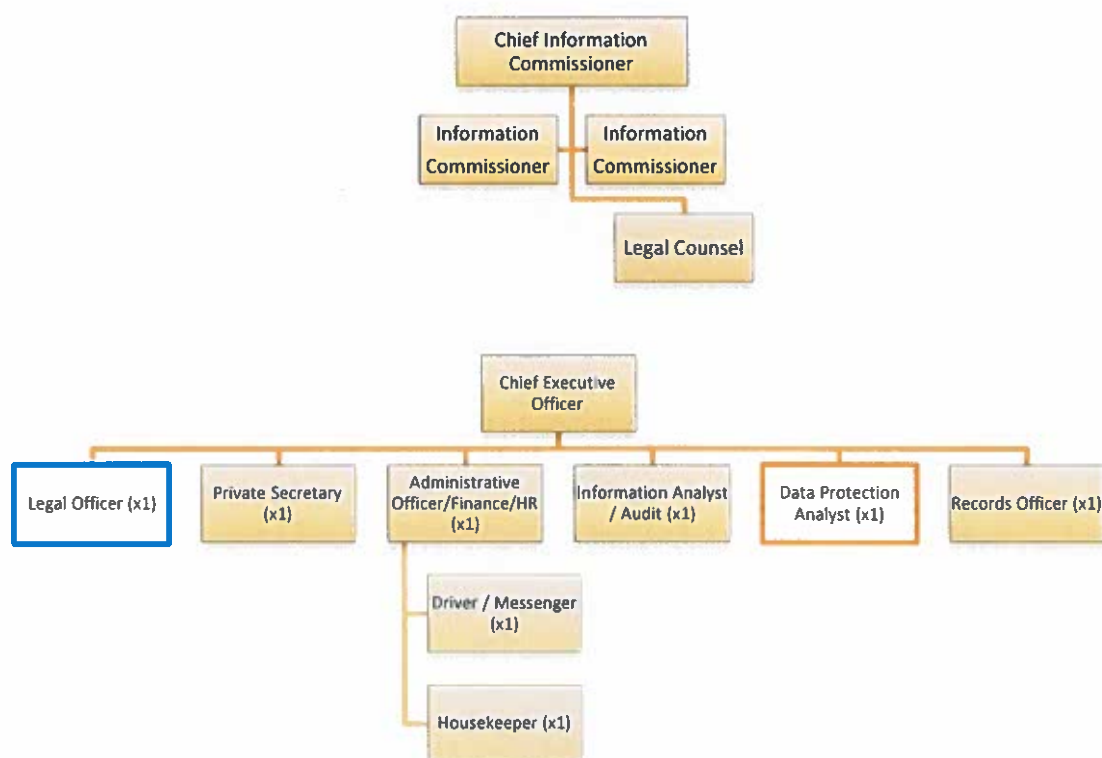 Chief Information
Commissioner
Information
Commissioner
Information
Commissioner
Legal Counsel
Chief Executive
Officer
Legal Officer (x1)
Private Secretary
(x1)
Administrative
Officer/Finance/HR
(x1)
Information Analyst
/ Audit (x1)
Data Protection
Analyst (x1)
Records Officer (x1)
Driver / Messenger
(x1)
Housekeeper (x1)